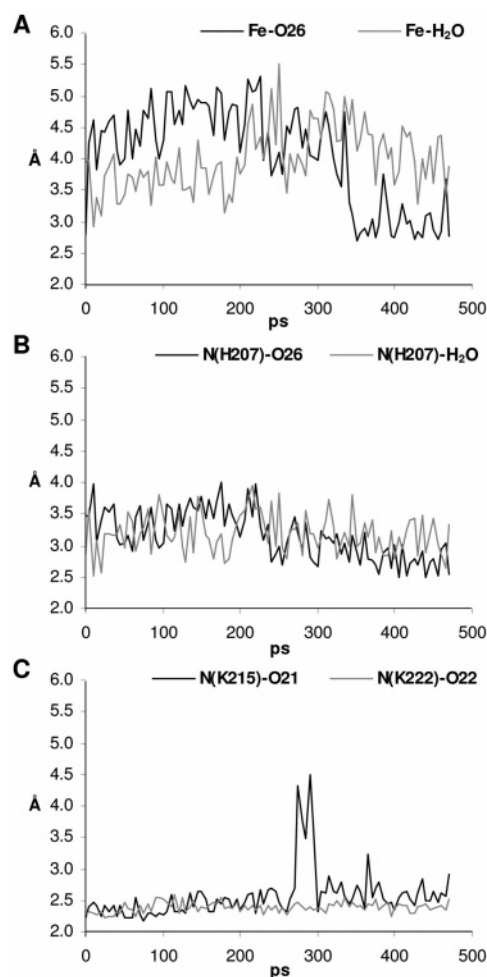 A
Fe-O26 Fe-H₂O
6.0
5.5
5.0
4.5
Å 4.0
3.5
3.0
2.5
2.0
0 100 200 300 400 500
ps
B
N(H207)-O26 N(H207)-H₂O
6.0
5.5
5.0
4.5
Å 4.0
3.5
3.0
2.5
2.0
0 100 200 300 400 500
ps
C
N(K215)-O21 N(K222)-O22
6.0
5.5
5.0
4.5
Å 4.0
3.5
3.0
2.5
2.0
0 100 200 300 400 500
ps